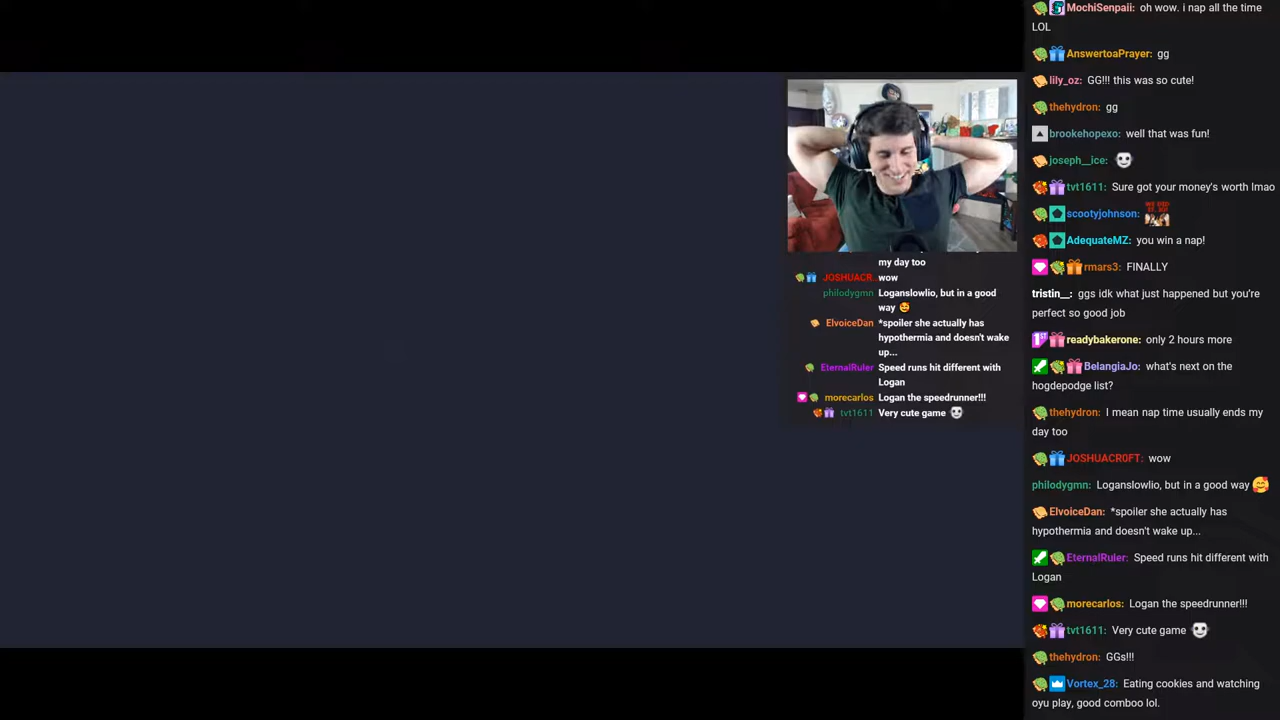 my day too
JOSHUACR.. wow
philodygmn Loganslowlio, but in a good
way
ElvoiceDan *spoiler she actually has
hypothermia and doesn't wake
up...
EternalRuler Speed runs hit different with
Logan
morecarlos Logan the speedrunner!!!
tvt1611 Very cute game
MochiSenpaii: oh wow. i nap all the time
LOL
AnswertoaPrayer: gg
lily_oz: GG!!! this was so cute!
thehydron: gg
brookehopexo: well that was fun!
joseph__ice:
tvt1611: Sure got your money's worth lmao
scootyjohnson:
AdequateMZ: you win a nap!
rmars3: FINALLY
tristin__: ggs idk what just happened but you're
perfect so good job
readybakerone: only 2 hours more
BelangiaJo: what's next on the
hogdepodge list?
thehydron: I mean nap time usually ends my
day too
JOSHUACR0FT: wow
philodygmn: Loganslowlio, but in a good way
ElvoiceDan: *spoiler she actually has
hypothermia and doesn't wake up...
EternalRuler: Speed runs hit different with
Logan
morecarlos: Logan the speedrunner!!!
tvt1611: Very cute game
thehydron: GGs!!!
Vortex_28: Eating cookies and watching
oyu play, good combo lol.